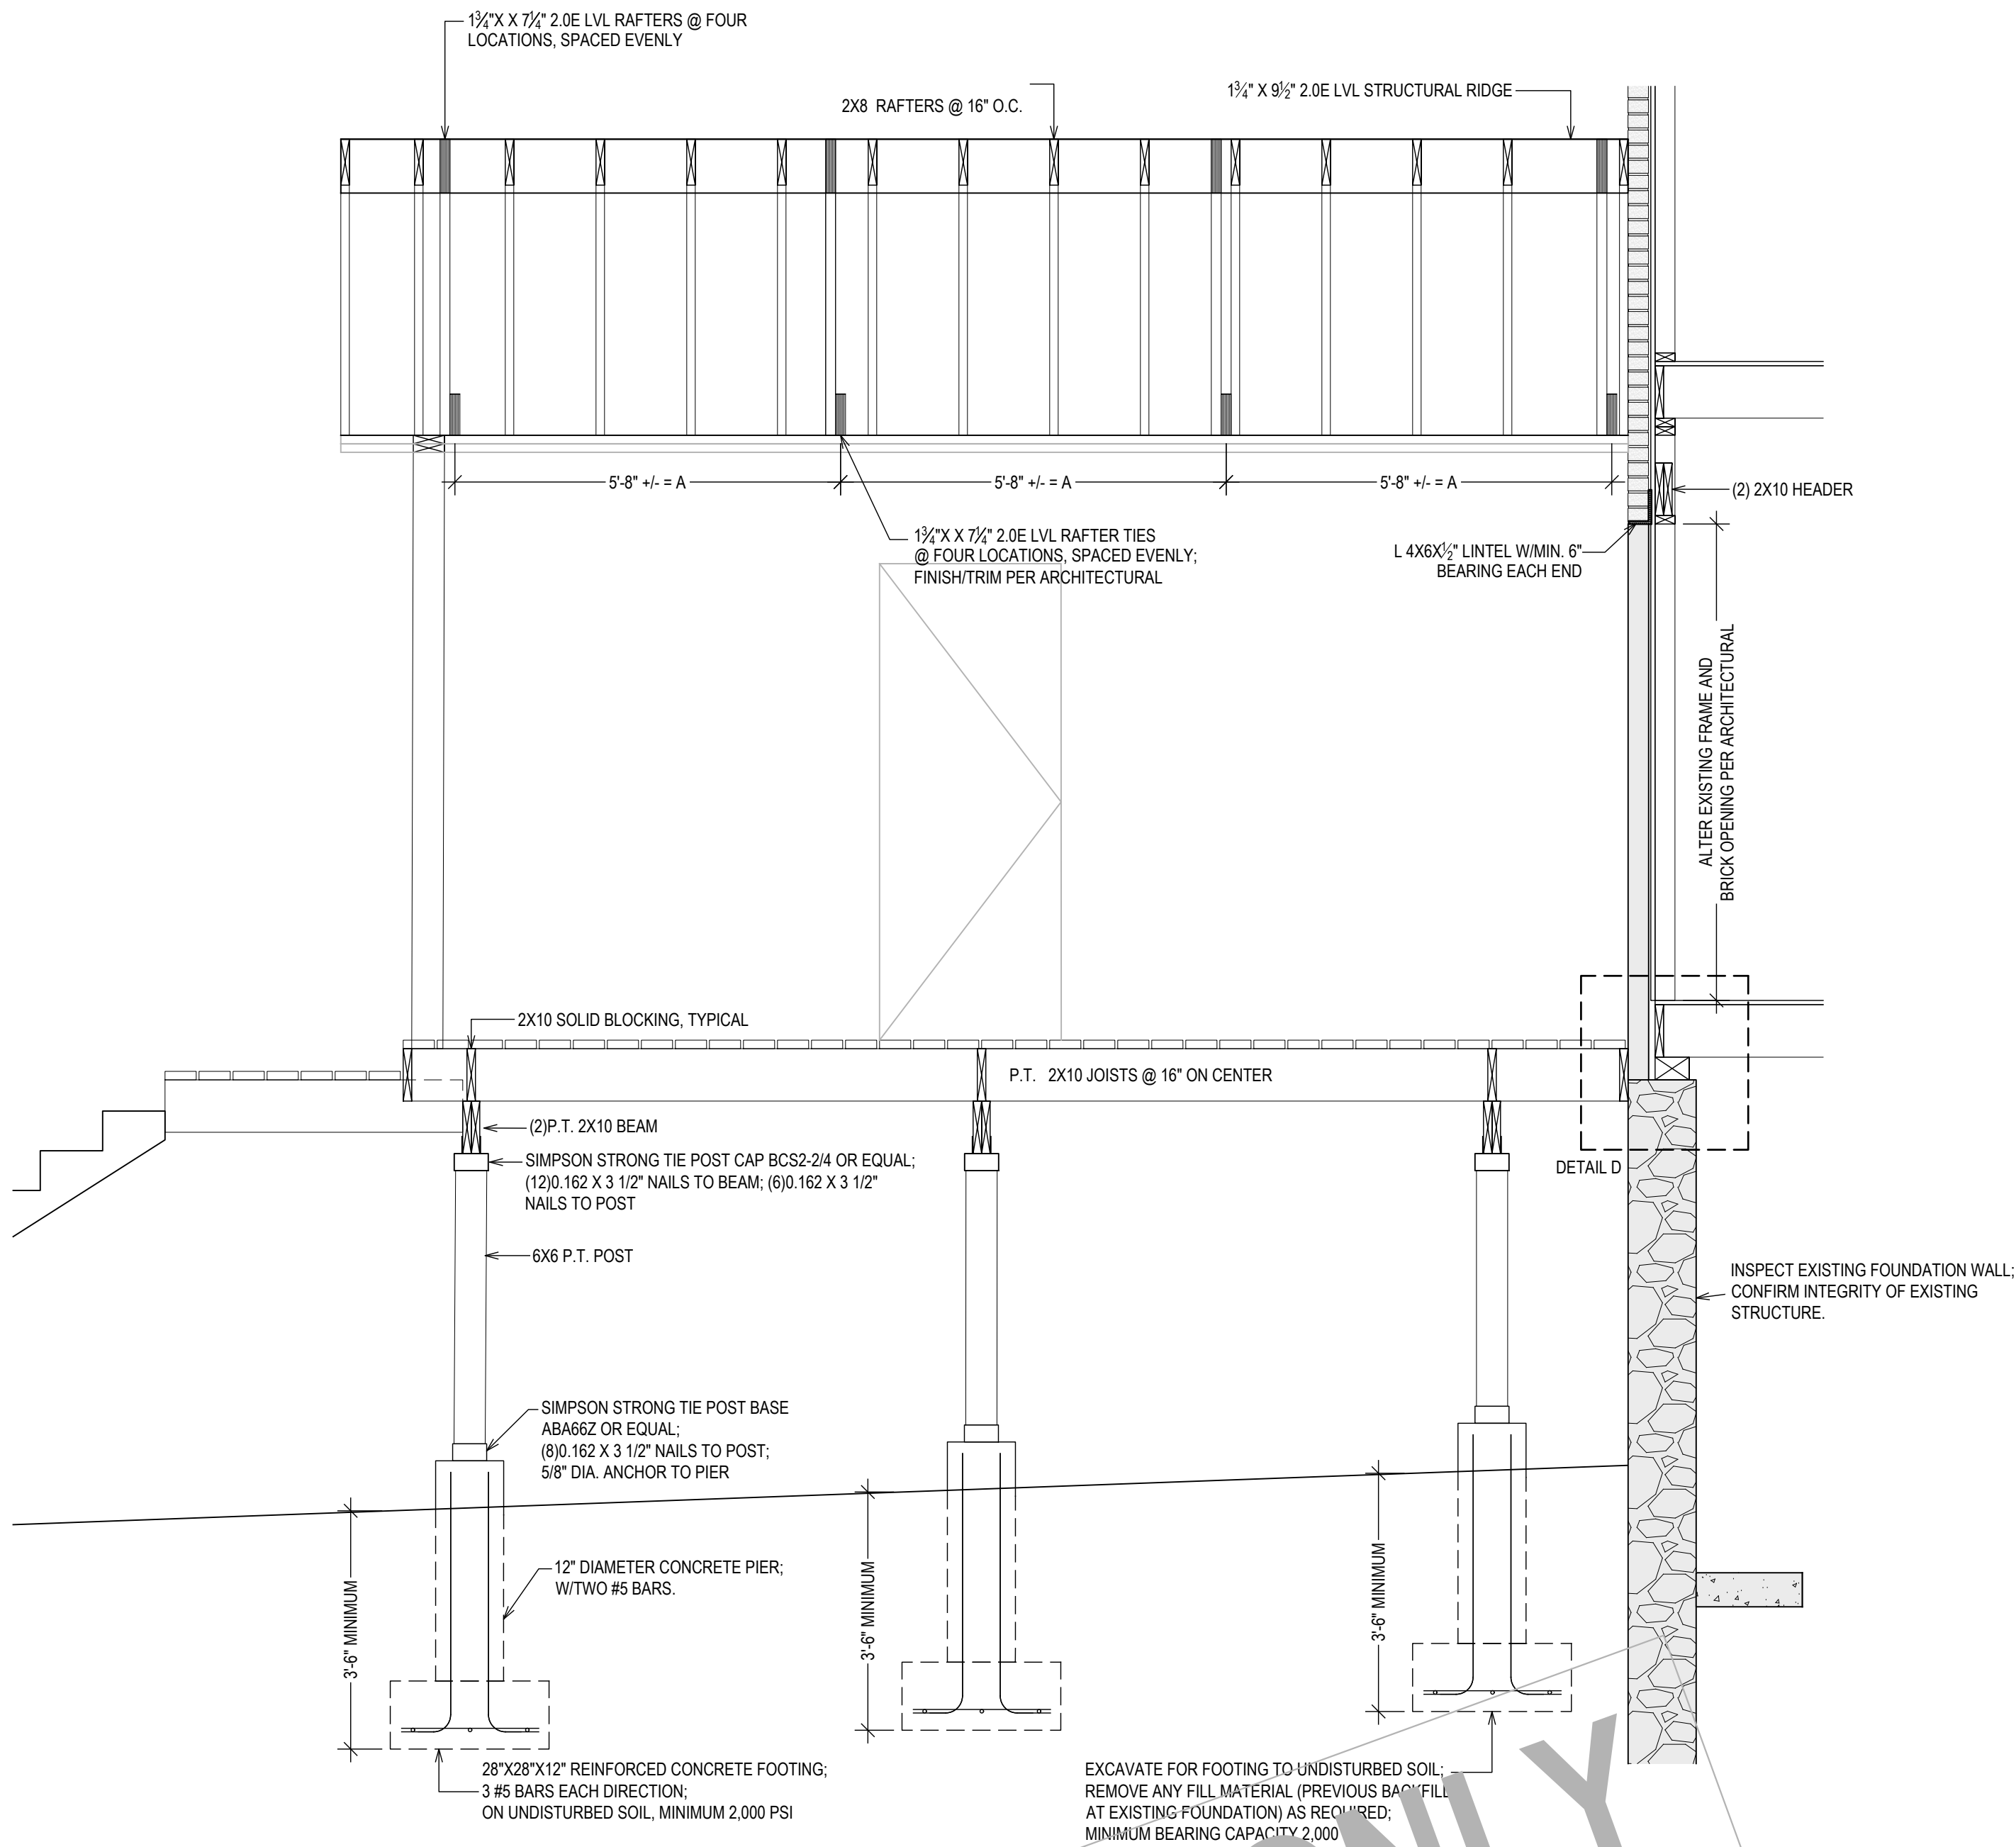 1¾"X X 7¼" 2.0E LVL RAFTERS @ FOUR
LOCATIONS, SPACED EVENLY
2X8 RAFTERS @ 16" O.C.
1¾" X 9½" 2.0E LVL STRUCTURAL RIDGE
5'-8" +/- = A
5'-8" +/- = A
5'-8" +/- = A
(2) 2X10 HEADER
1¾"X X 7¼" 2.0E LVL RAFTER TIES
@ FOUR LOCATIONS, SPACED EVENLY;
FINISH/TRIM PER ARCHITECTURAL
L 4X6X½" LINTEL W/MIN. 6"
BEARING EACH END
ALTER EXISTING FRAME AND
BRICK OPENING PER ARCHITECTURAL
2X10 SOLID BLOCKING, TYPICAL
P.T. 2X10 JOISTS @ 16" ON CENTER
(2)P.T. 2X10 BEAM
SIMPSON STRONG TIE POST CAP BCS2-2/4 OR EQUAL;
(12)0.162 X 3 1/2" NAILS TO BEAM; (6)0.162 X 3 1/2"
NAILS TO POST
DETAIL D
6X6 P.T. POST
INSPECT EXISTING FOUNDATION WALL;
CONFIRM INTEGRITY OF EXISTING
STRUCTURE.
SIMPSON STRONG TIE POST BASE
ABA66Z OR EQUAL;
(8)0.162 X 3 1/2" NAILS TO POST;
5/8" DIA. ANCHOR TO PIER
12" DIAMETER CONCRETE PIER;
W/TWO #5 BARS.
3'-6" MINIMUM
3'-6" MINIMUM
3'-6" MINIMUM
28"X28"X12" REINFORCED CONCRETE FOOTING;
3 #5 BARS EACH DIRECTION;
ON UNDISTURBED SOIL, MINIMUM 2,000 PSI
EXCAVATE FOR FOOTING TO UNDISTURBED SOIL;
REMOVE ANY FILL MATERIAL (PREVIOUS BACKFILL
AT EXISTING FOUNDATION) AS REQUIRED;
MINIMUM BEARING CAPACITY 2,000
ONLY